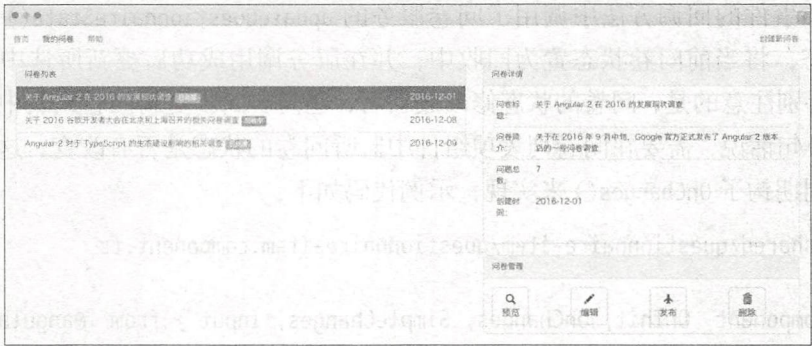 首页 我的问卷 帮助 创建新问卷
问卷列表
关于 Angular 2 在 2016 的发展现状调查 2016-12-01
关于 2016 谷歌开发者大会在北京和上海召开的相关问卷调查 2016-12-08
Angular 2 对于 TypeScript 的生态建设影响的相关调查 2016-12-09
问卷详情
问卷标题: 关于 Angular 2 在 2016 的发展现状调查
问卷简介: 关于在 2016 年 9 月中旬, Google 官方正式发布了 Angular 2 版本
后的一份问卷调查
问题总数: 7
创建时间: 2016-12-01
问卷管理
预览 编辑 发布 删除